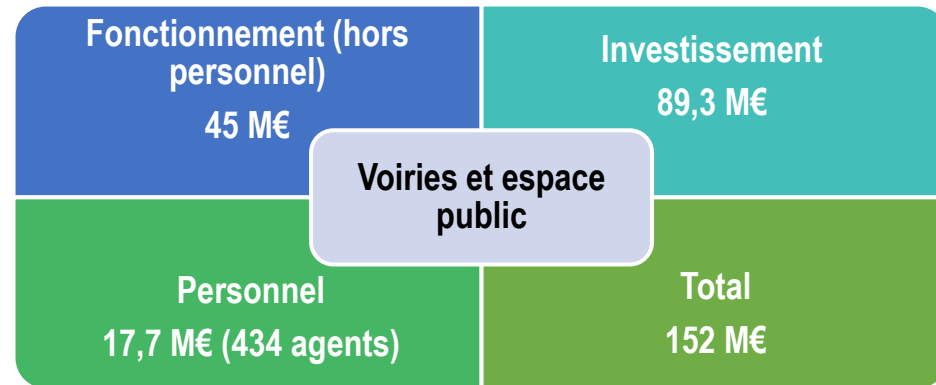 Fonctionnement (hors
personnel)
45 M€
Investissement
89,3 M€
Voiries et espace
public
Personnel
17,7 M€ (434 agents)
Total
152 M€